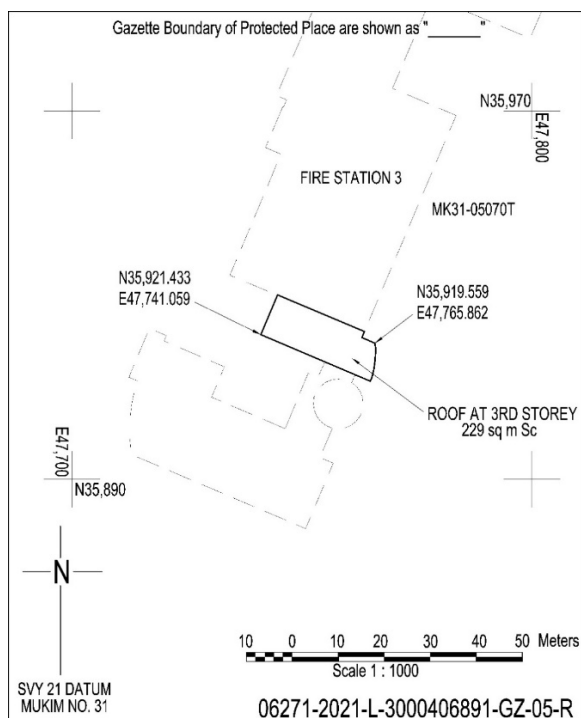 Gazette Boundary of Protected Place are shown as "________"
N35,970
E47,800
FIRE STATION 3
MK31-05070T
N35,921.433
E47,741.059
N35,919.559
E47,765.862
ROOF AT 3RD STOREY
229 sq m Sc
E47,700
N35,890
N
10 0 10 20 30 40 50 Meters
Scale 1 : 1000
SVY 21 DATUM
MUKIM NO. 31
06271-2021-L-3000406891-GZ-05-R